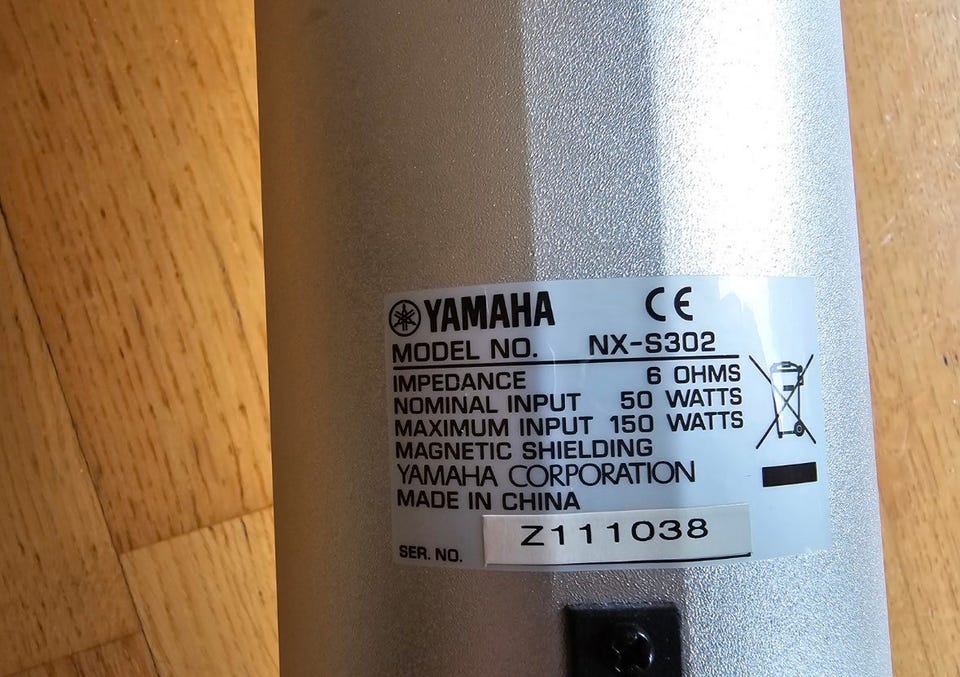 YAMAHA CE
MODEL NO. NX-S302
IMPEDANCE 6 OHMS
NOMINAL INPUT 50 WATTS
MAXIMUM INPUT 150 WATTS
MAGNETIC SHIELDING
YAMAHA CORPORATION
MADE IN CHINA
SER. NO. Z111038